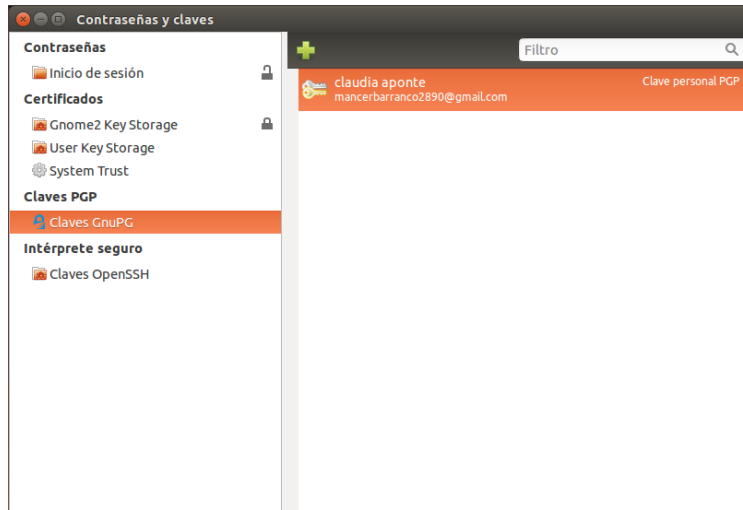 Contraseñas y claves
Contraseñas
Inicio de sesión
Certificados
Gnome2 Key Storage
User Key Storage
System Trust
Claves PGP
Claves GnuPG
Intérprete seguro
Claves OpenSSH
Filtro
claudia aponte
Clave personal PGP
mancerbarranco2890@gmail.com